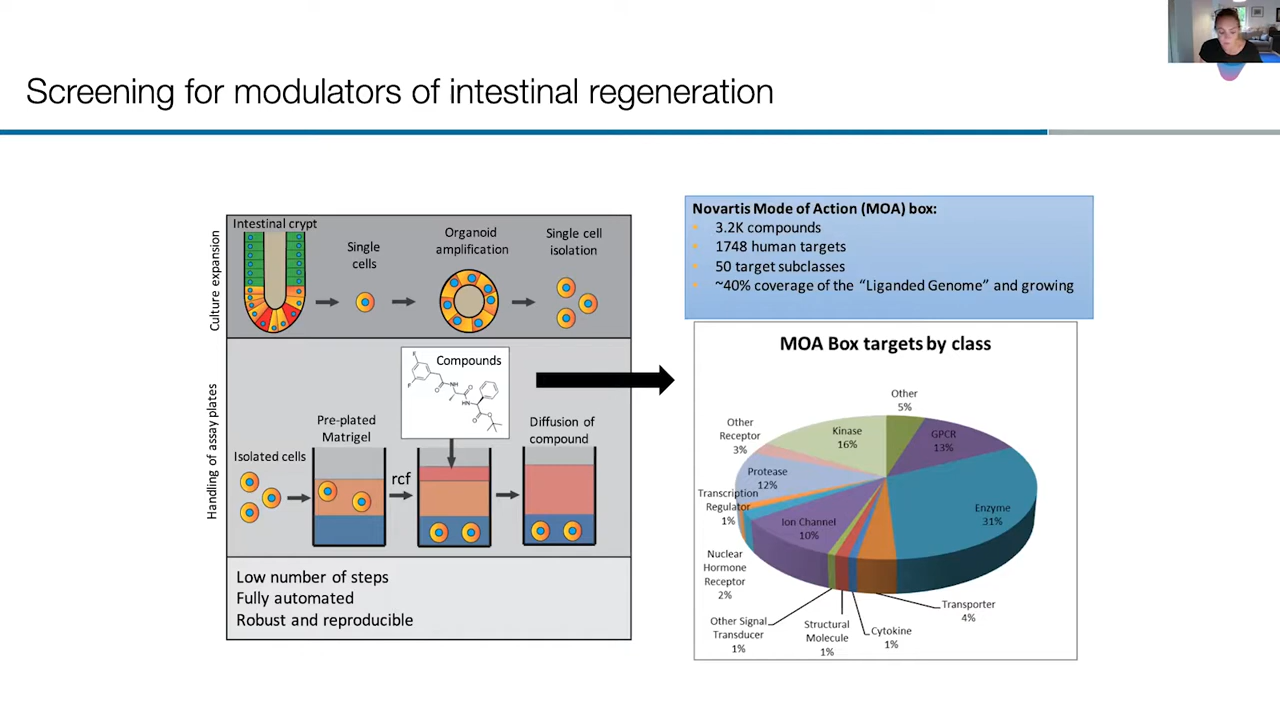 Screening for modulators of intestinal regeneration
Culture expansion
Intestinal crypt
Single
cells
Organoid
amplification
Single cell
isolation
Handling of assay plates
Compounds
F
F
NH
O
O
HN
O
O
Isolated cells
Pre-plated
Matrigel
rcf
Diffusion of
compound
Low number of steps
Fully automated
Robust and reproducible
Novartis Mode of Action (MOA) box:
3.2K compounds
1748 human targets
50 target subclasses
~40% coverage of the “Liganded Genome” and growing
MOA Box targets by class
Other
5%
GPCR
13%
Enzyme
31%
Transporter
4%
Cytokine
1%
Structural
Molecule
1%
Other Signal
Transducer
1%
Ion Channel
10%
Nuclear
Hormone
Receptor
2%
Transcription
Regulator
1%
Protease
12%
Other
Receptor
3%
Kinase
16%